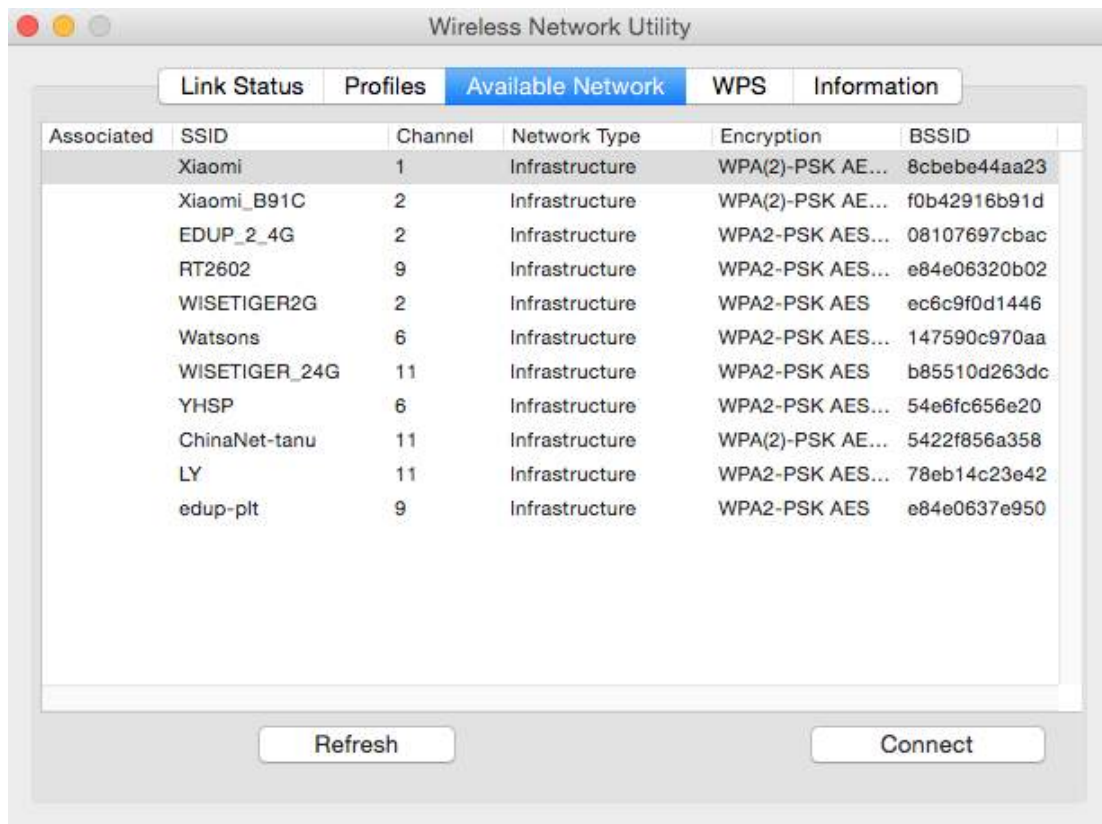 Wireless Network Utility
Link Status Profiles Available Network WPS Information
Associated SSID Channel Network Type Encryption BSSID
Xiaomi 1 Infrastructure WPA(2)-PSK AE... 8cbebe44aa23
Xiaomi_B91C 2 Infrastructure WPA(2)-PSK AE... f0b42916b91d
EDUP_2_4G 2 Infrastructure WPA2-PSK AES... 08107697cbac
RT2602 9 Infrastructure WPA2-PSK AES... e84e06320b02
WISETIGER2G 2 Infrastructure WPA2-PSK AES ec6c9f0d1446
Watsons 6 Infrastructure WPA2-PSK AES... 147590c970aa
WISETIGER_24G 11 Infrastructure WPA2-PSK AES b85510d263dc
YHSP 6 Infrastructure WPA2-PSK AES... 54e6fc656e20
ChinaNet-tanu 11 Infrastructure WPA(2)-PSK AE... 5422f856a358
LY 11 Infrastructure WPA2-PSK AES... 78eb14c23e42
edup-plt 9 Infrastructure WPA2-PSK AES e84e0637e950
Refresh Connect